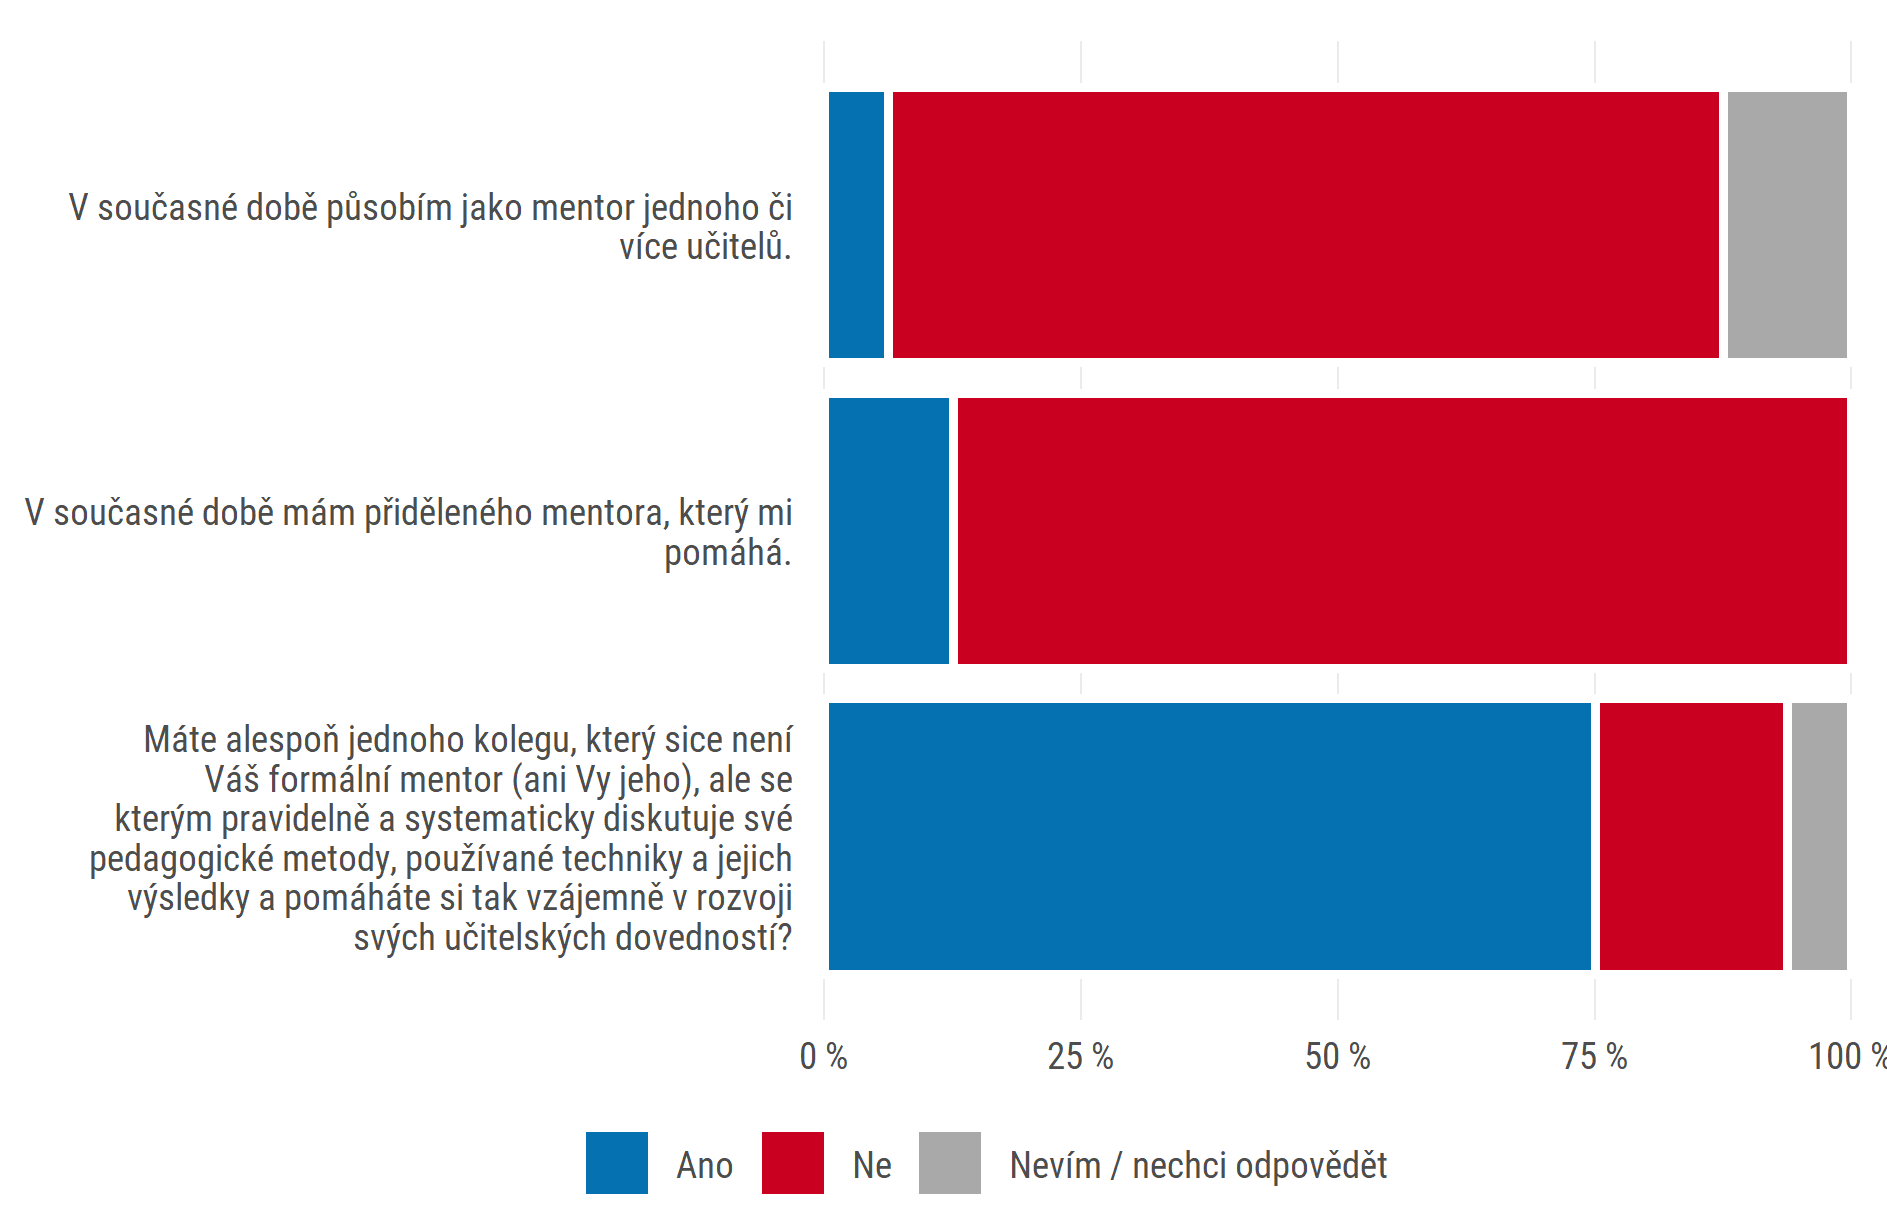 V současné době působím jako mentor jednoho či
více učitelů.
V současné době mám přiděleného mentora, který mi
pomáhá.
Máte alespoň jednoho kolegu, který sice není
Váš formální mentor (ani Vy jeho), ale se
kterým pravidelně a systematicky diskutuje své
pedagogické metody, používané techniky a jejich
výsledky a pomáháte si tak vzájemně v rozvoji
svých učitelských dovedností?
0 % 25 % 50 % 75 % 100 %
Ano Ne Nevím / nechci odpovědět